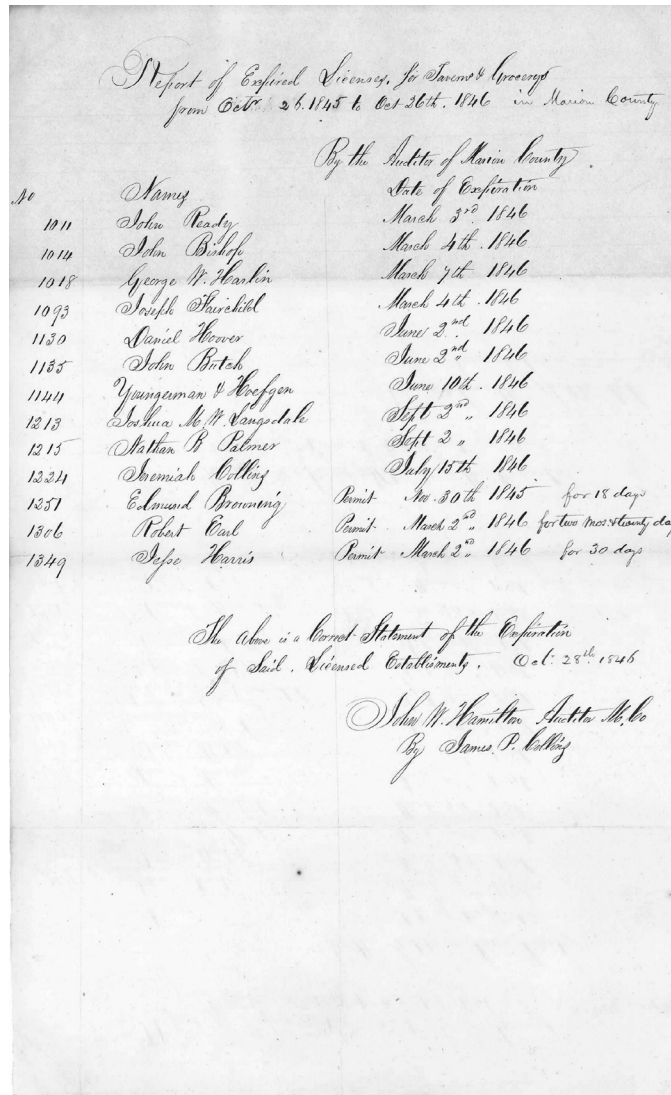 Report of Expired Licenses, for Taverns & Grocerys
from Octr 26.1845 to Oct 26th. 1846 in Marion County
By the Auditor of Marion County.
No Names Date of Expiration
1011 John Ready March 3rd. 1846
1014 John Bishop March 4th. 1846
1018 George W. Harlin March 7th 1846
1093 Joseph Fairchild March 4th. 1846
1130 Daniel Hoover June 2nd 1846
1135 John Butch June 2nd " 1846
1144 Youngerman & Hoefgen June 10th. 1846
1213 Joshua M. W. Langsdale Sept 2nd " 1846
1215 Nathan B Palmer Sept 2 " 1846
1224 Jeremiah Collins July 15th 1846
1251 Edmund Browning Permit Nov. 30th 1845 for 18 days
1306 Robert Earl Permit March 2nd " 1846 for two mos. & twenty da
1349 Jesse Harris Permit March 2nd " 1846 for 30 days
The Above is a Correct Statement of the Expiration
of Said. Licensed Establisments. Oct. 28th. 1846
John W. Hamilton Auditor M. Co
By James. P. Collins